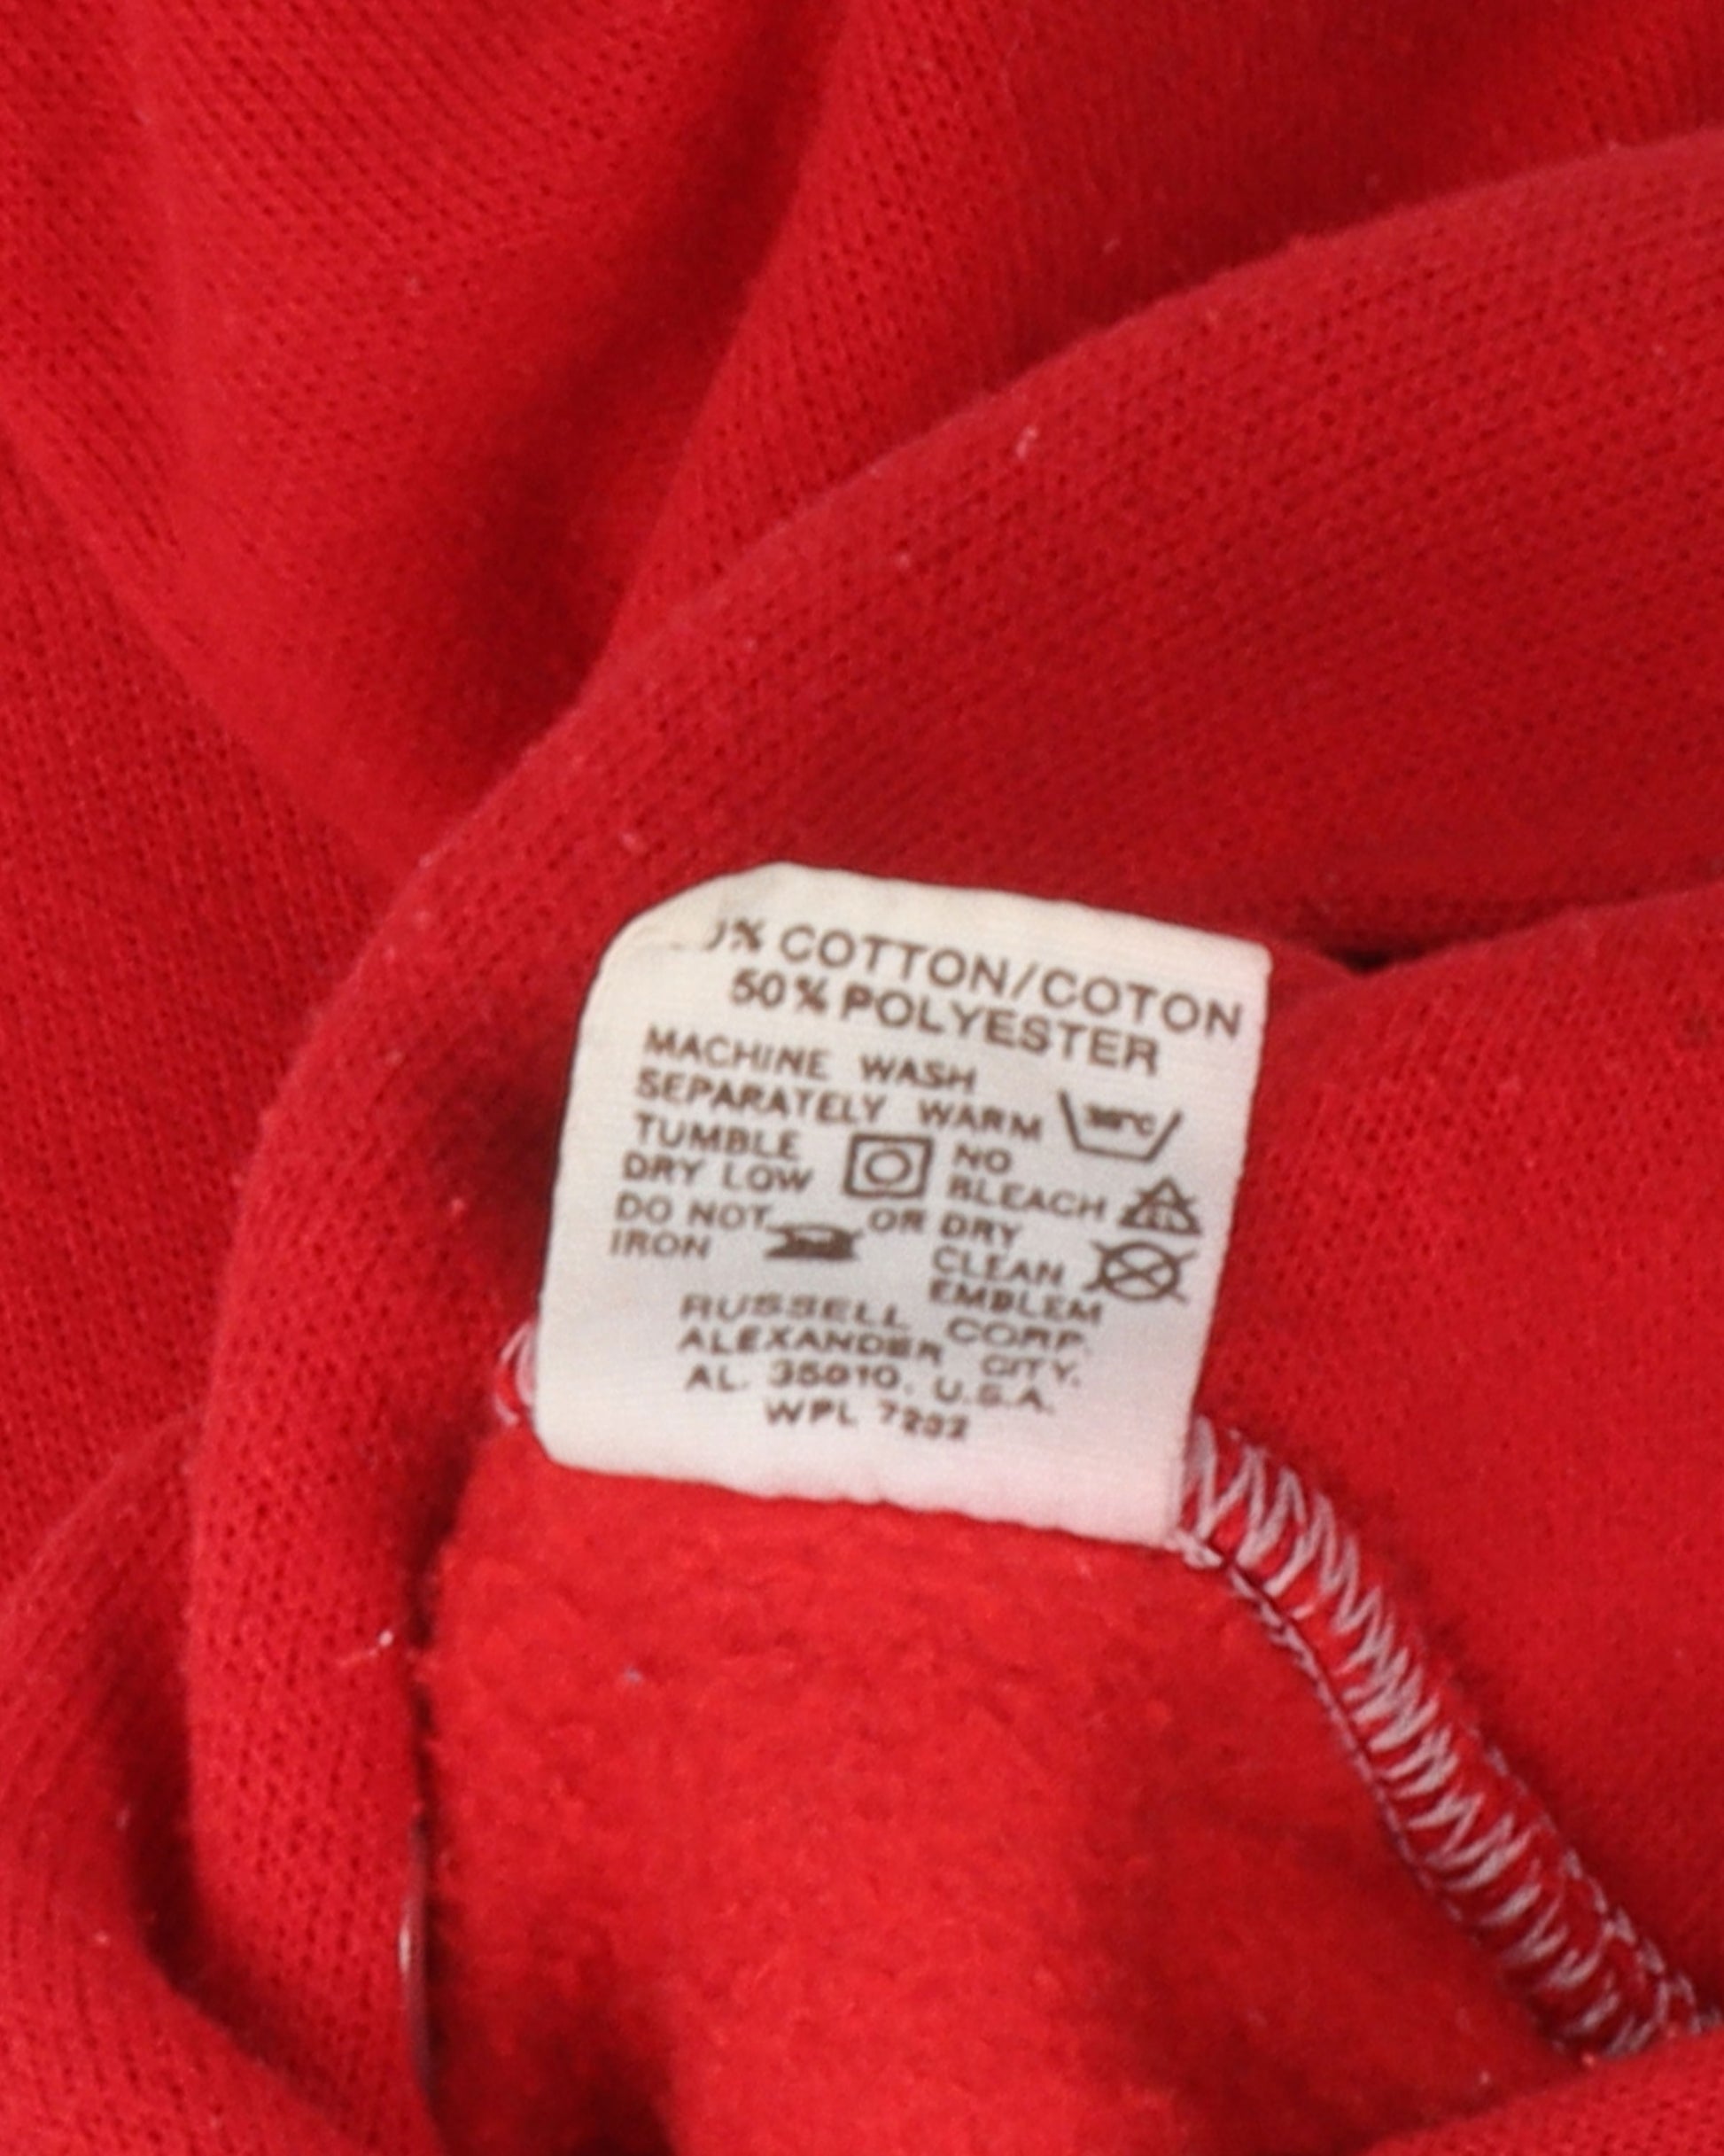 % COTTON/COTON
50% POLYESTER
MACHINE WASH
SEPARATELY WARM
TUMBLE DRY LOW
NO BLEACH
DO NOT IRON
OR DRY CLEAN EMBLEM
RUSSELL CORP.
ALEXANDER CITY.
AL. 35010, U.S.A.
WPL 7232